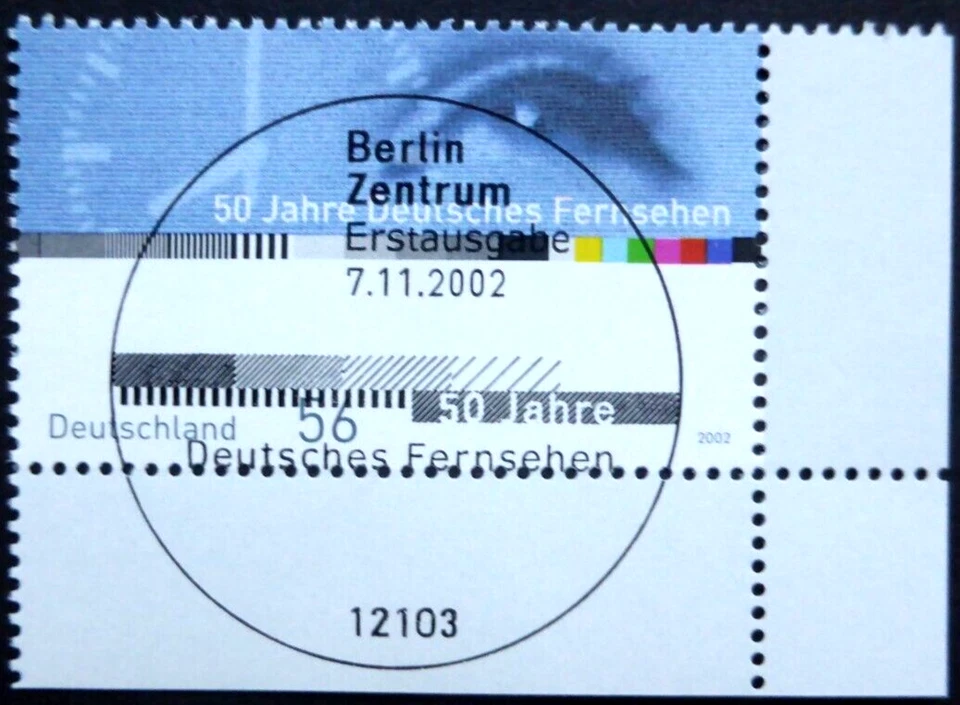 Berlin
Zentrum
50 Jahre Deutsches Fernsehen
Erstausgabe
7.11.2002
50 Jahre
Deutschland 56
2002
Deutsches Fernsehen
12103